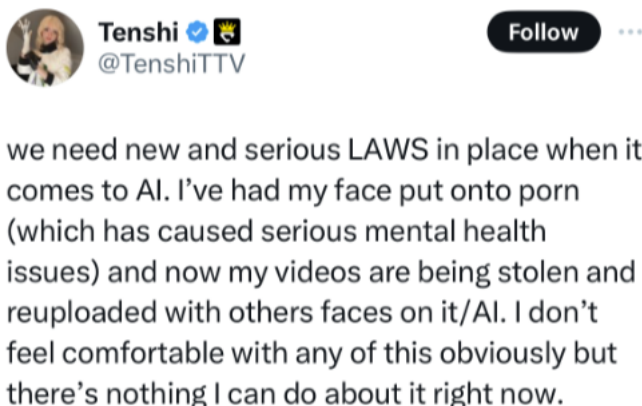 Tenshi
Follow
@TenshiTTV
we need new and serious LAWS in place when it
comes to AI. I’ve had my face put onto porn
(which has caused serious mental health
issues) and now my videos are being stolen and
reuploaded with others faces on it/AI. I don’t
feel comfortable with any of this obviously but
there’s nothing I can do about it right now.